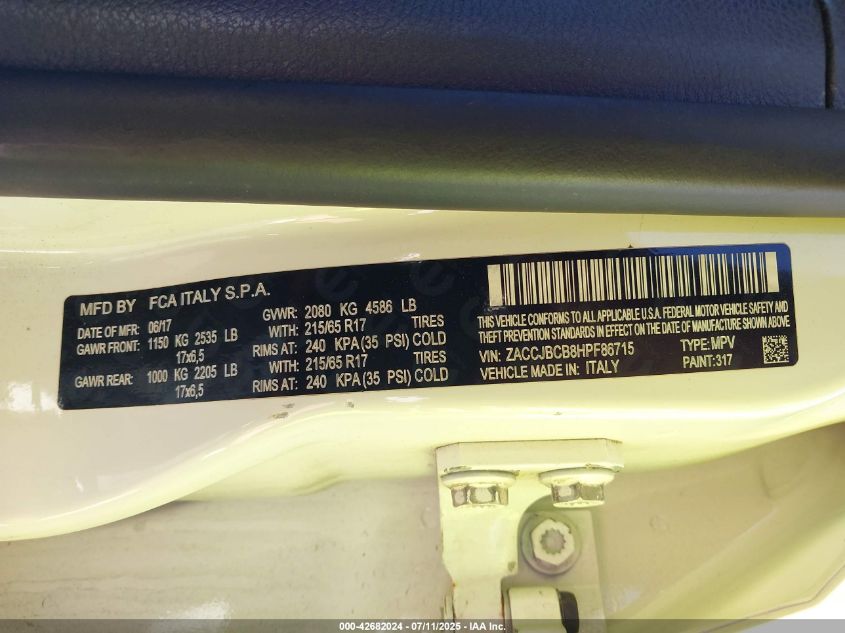 MFD BY FCA ITALY S.P.A.
DATE OF MFR: 06/17 GVWR: 2080 KG 4586 LB
GAWR FRONT: 1150 KG 2535 LB WITH: 215/65 R17 TIRES
17x6,5 RIMS AT: 240 KPA (35 PSI) COLD
GAWR REAR: 1000 KG 2205 LB WITH: 215/65 R17 TIRES
17x6,5 RIMS AT: 240 KPA (35 PSI) COLD
THIS VEHICLE CONFORMS TO ALL APPLICABLE U.S.A. FEDERAL MOTOR VEHICLE SAFETY AND
THEFT PREVENTION STANDARDS IN EFFECT ON THE DATE OF MANUFACTURE SHOWN ABOVE
VIN: ZACCJBCB8HPF86715 TYPE: MPV
VEHICLE MADE IN: ITALY PAINT: 317
000-42682024 - 07/11/2025 - IAA Inc.